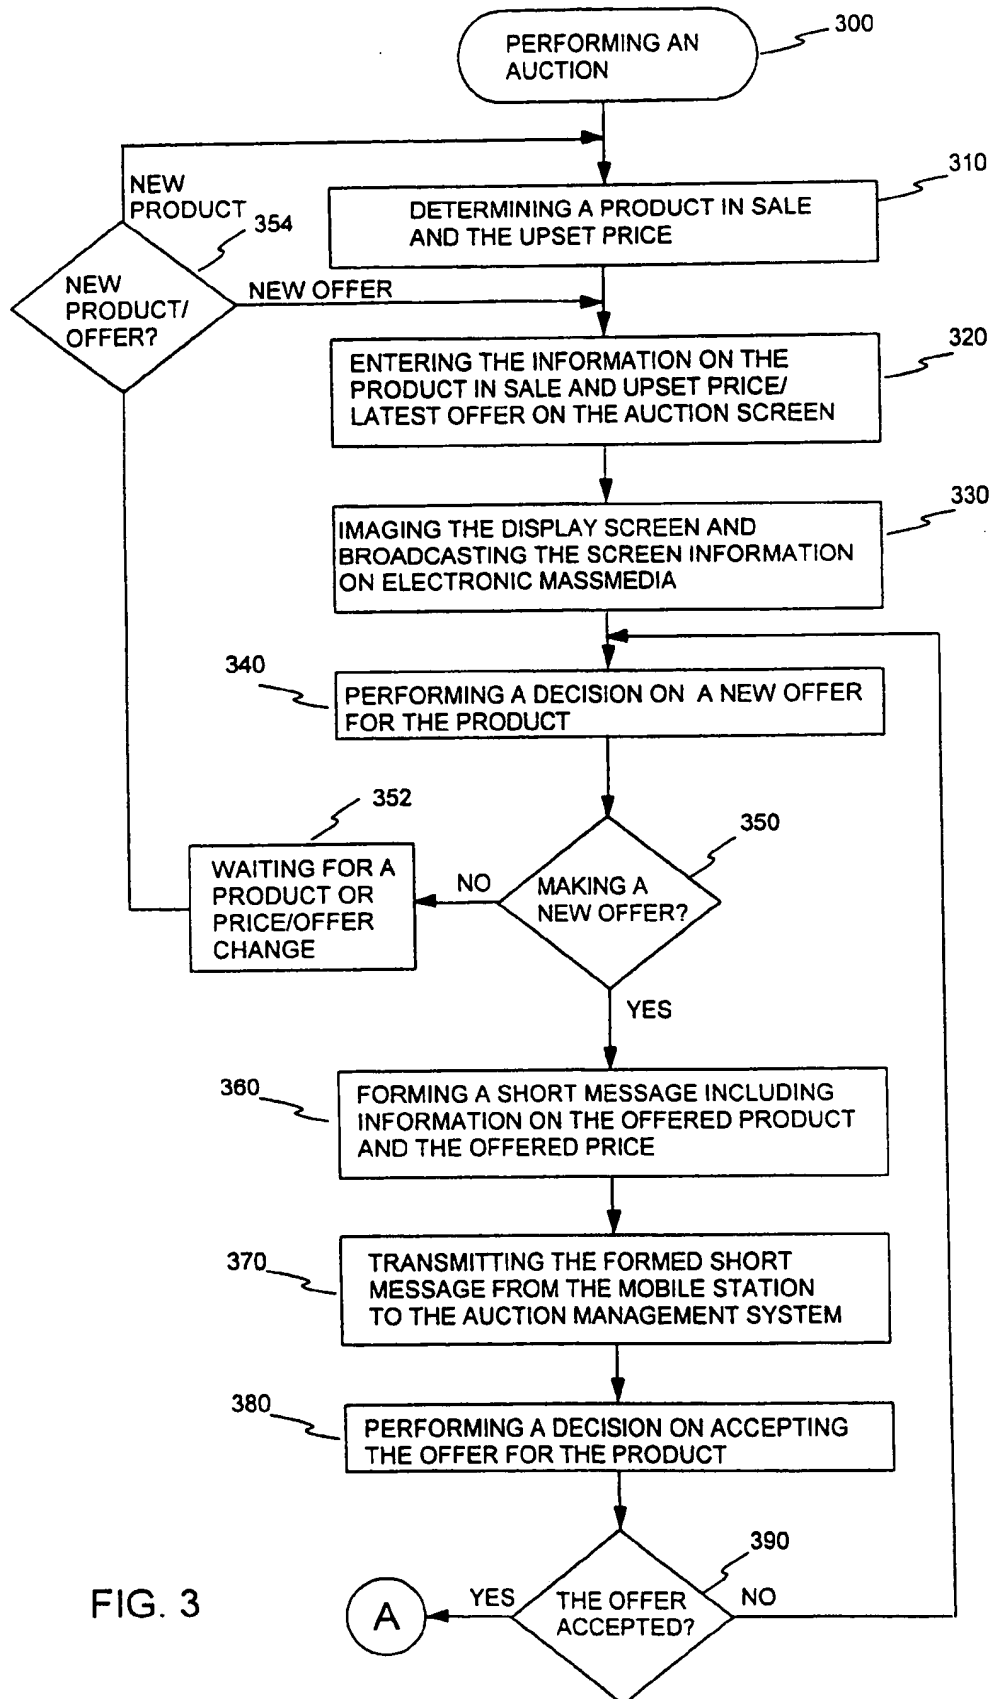 PERFORMING AN
AUCTION
300
NEW
PRODUCT
354
310
DETERMINING A PRODUCT IN SALE
AND THE UPSET PRICE
NEW
PRODUCT/
OFFER?
NEW OFFER
320
ENTERING THE INFORMATION ON THE
PRODUCT IN SALE AND UPSET PRICE/
LATEST OFFER ON THE AUCTION SCREEN
330
IMAGING THE DISPLAY SCREEN AND
BROADCASTING THE SCREEN INFORMATION
ON ELECTRONIC MASSMEDIA
340
PERFORMING A DECISION ON A NEW OFFER
FOR THE PRODUCT
352
350
WAITING FOR A
PRODUCT OR
PRICE/OFFER
CHANGE
NO
MAKING A
NEW OFFER?
YES
360
FORMING A SHORT MESSAGE INCLUDING
INFORMATION ON THE OFFERED PRODUCT
AND THE OFFERED PRICE
370
TRANSMITTING THE FORMED SHORT
MESSAGE FROM THE MOBILE STATION
TO THE AUCTION MANAGEMENT SYSTEM
380
PERFORMING A DECISION ON ACCEPTING
THE OFFER FOR THE PRODUCT
390
THE OFFER
ACCEPTED?
YES
NO
A
FIG. 3